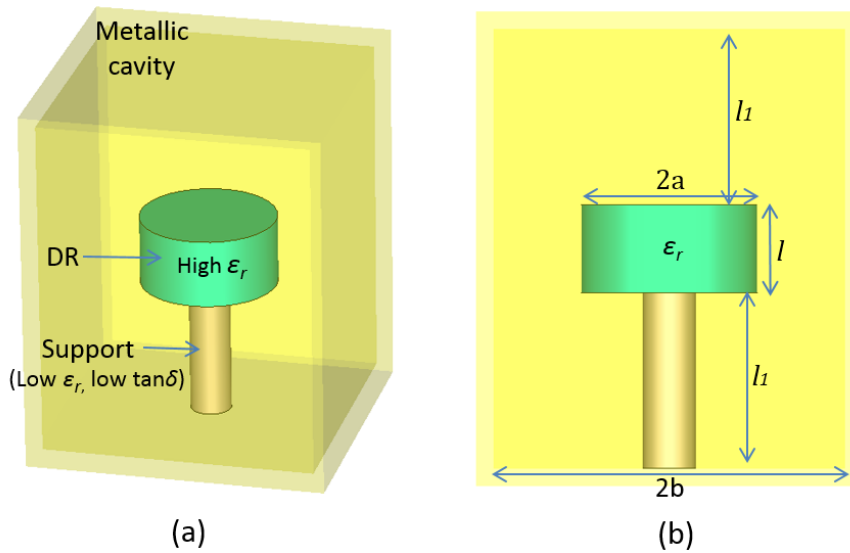 Metallic
cavity
DR
High εr
Support
(Low εr, low tanδ)
(a)
l1
2a
εr
l
l1
2b
(b)